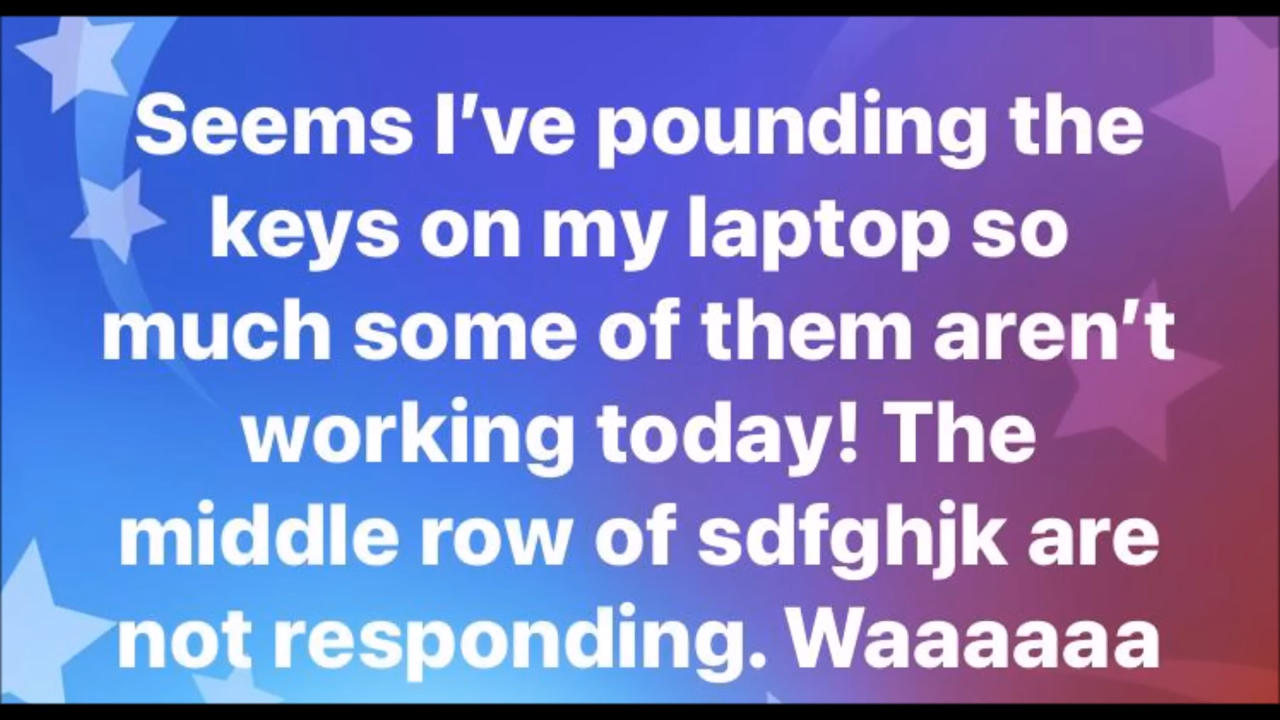 Seems I’ve pounding the
keys on my laptop so
much some of them aren’t
working today! The
middle row of sdfghjk are
not responding. Waaaaaa